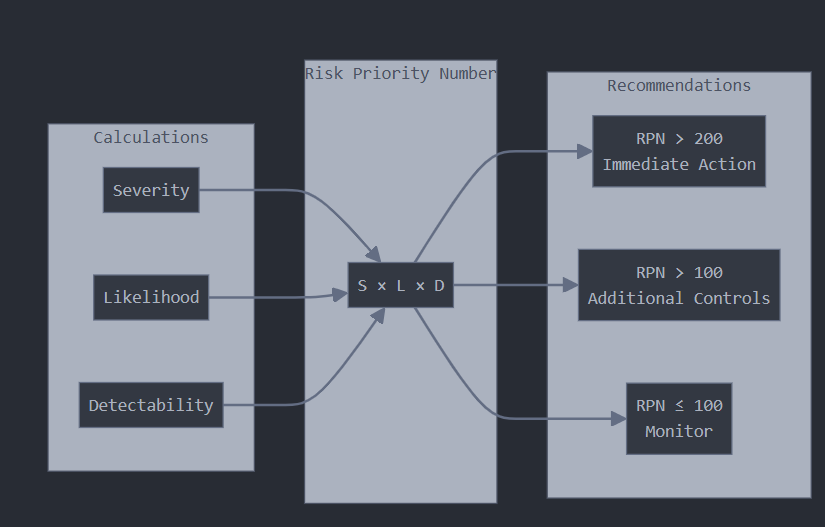 Calculations
Severity
Likelihood
Detectability
Risk Priority Number
S × L × D
Recommendations
RPN > 200
Immediate Action
RPN > 100
Additional Controls
RPN ≤ 100
Monitor